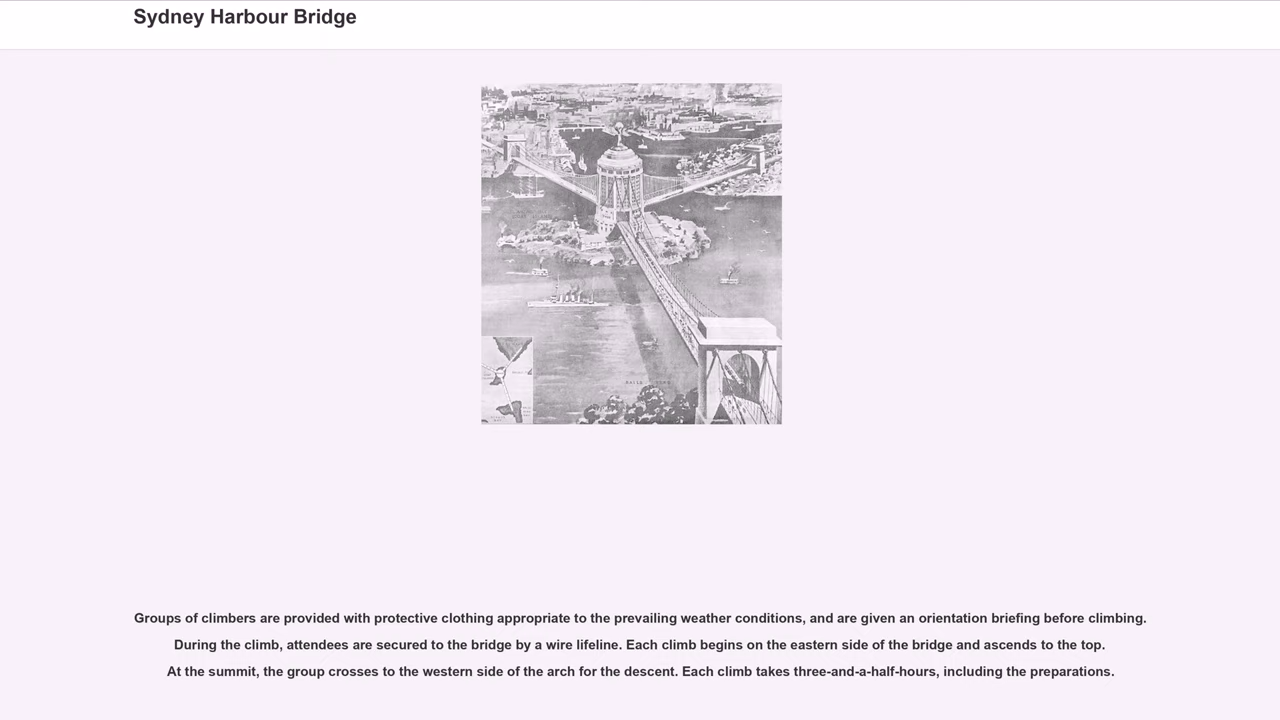 Sydney Harbour Bridge
Groups of climbers are provided with protective clothing appropriate to the prevailing weather conditions, and are given an orientation briefing before climbing.
During the climb, attendees are secured to the bridge by a wire lifeline. Each climb begins on the eastern side of the bridge and ascends to the top.
At the summit, the group crosses to the western side of the arch for the descent. Each climb takes three-and-a-half-hours, including the preparations.